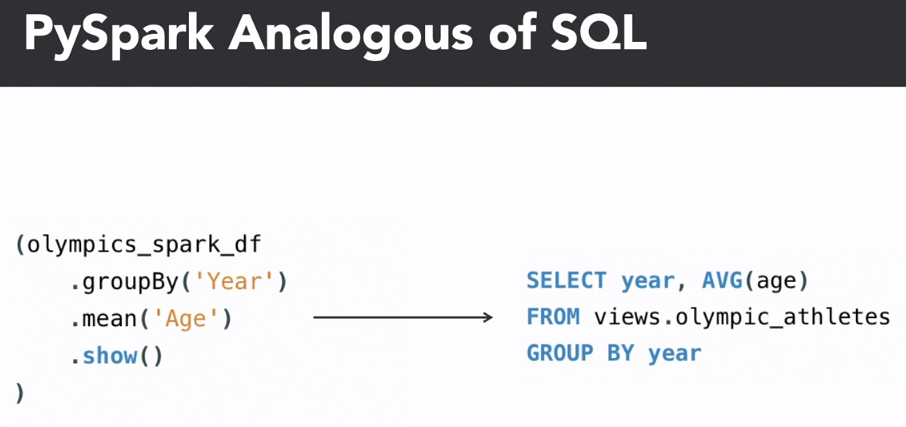 PySpark Analogous of SQL
(olympics_spark_df
.groupBy('Year')
.mean('Age')
.show()
)
SELECT year, AVG(age)
FROM views.olympic_athletes
GROUP BY year